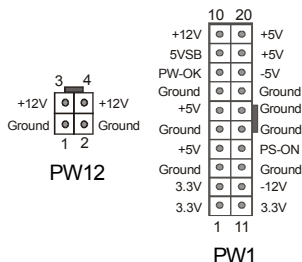 10 20
+12V +5V
5VSB +5V
PW-OK -5V
Ground Ground
+5V Ground
Ground Ground
+5V PS-ON
Ground Ground
3.3V -12V
3.3V 3.3V
1 11
PW1
3 4
+12V +12V
Ground Ground
1 2
PW12